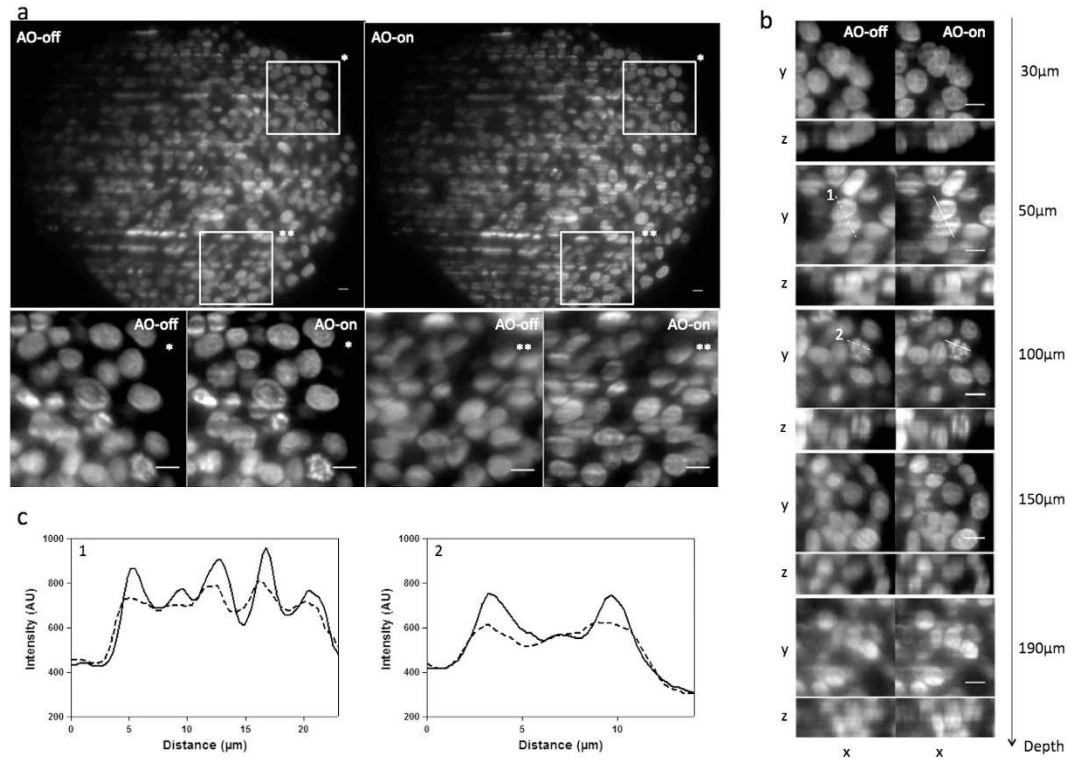 a
AO-off
AO-on
*
*
**
**
AO-off
*
AO-on
*
AO-off
**
AO-on
**
b
AO-off
AO-on
y
z
30µm
1
y
z
50µm
2
y
z
100µm
y
z
150µm
y
z
190µm
x
x
Depth
c
1
1000
800
600
400
200
0
5
10
15
20
Intensity (AU)
Distance (µm)
2
1000
800
600
400
200
0
5
10
Intensity (AU)
Distance (µm)